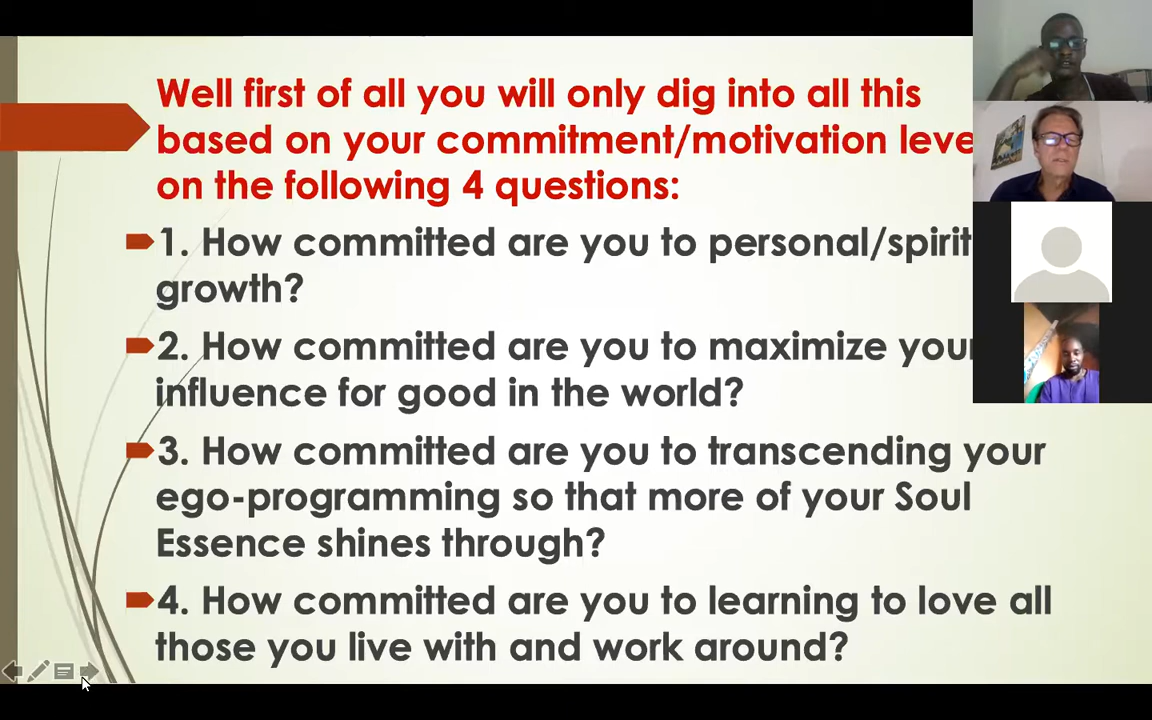 Well first of all you will only dig into all this
based on your commitment/motivation leve
on the following 4 questions:
1. How committed are you to personal/spirit
growth?
2. How committed are you to maximize your
influence for good in the world?
3. How committed are you to transcending your
ego-programming so that more of your Soul
Essence shines through?
4. How committed are you to learning to love all
those you live with and work around?